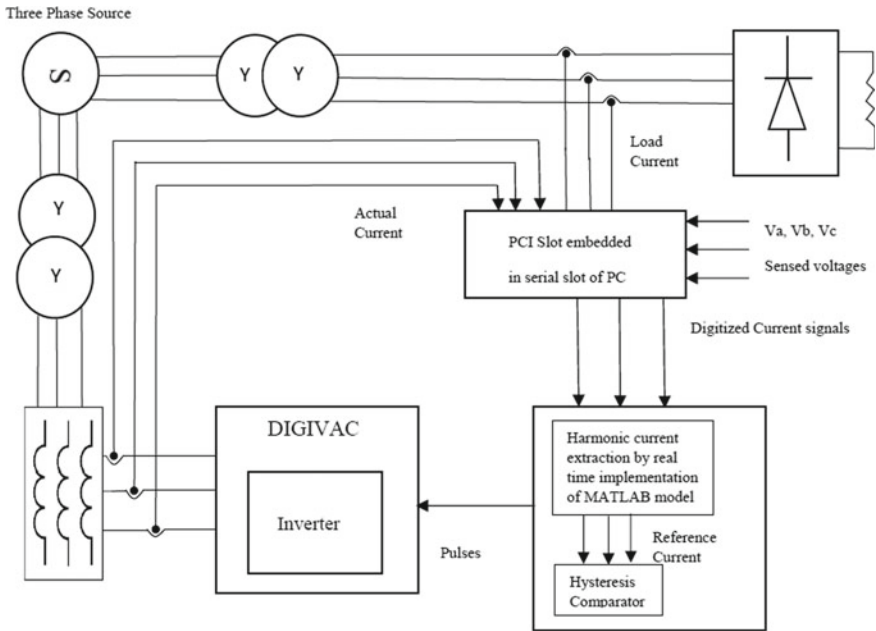 Three Phase Source
S
Y
Y
Load
Current
Y
Actual
Current
PCI Slot embedded
in serial slot of PC
Va, Vb, Vc
Sensed voltages
Y
Digitized Current signals
DIGIVAC
Inverter
Pulses
Harmonic current
extraction by real
time implementation
of MATLAB model
Reference
Current
Hysteresis
Comparator